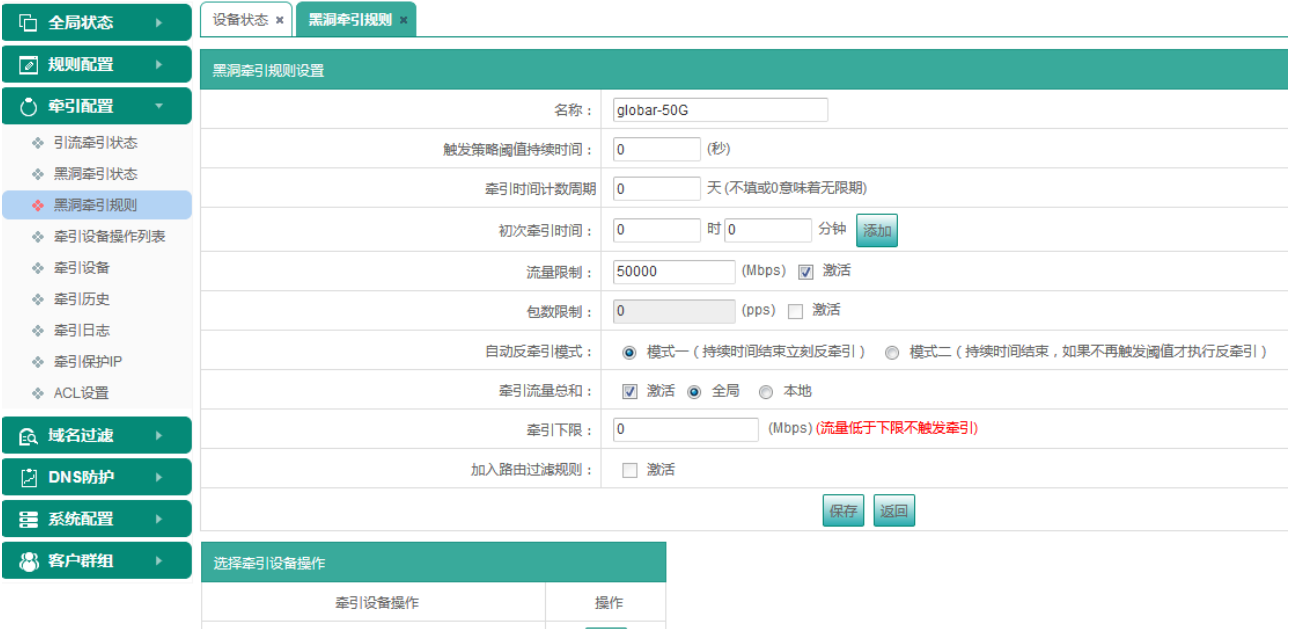 全局状态
规则配置
牵引配置
引流牵引状态
黑洞牵引状态
黑洞牵引规则
牵引设备操作列表
牵引设备
牵引历史
牵引日志
牵引保护IP
ACL设置
域名过滤
DNS防护
系统配置
客户群组
设备状态 × 黑洞牵引规则 ×
黑洞牵引规则设置
名称： globar-50G
触发策略阈值持续时间： 0 (秒)
牵引时间计数周期 0 天 (不填或0意味着无限期)
初次牵引时间： 0 时 0 分钟 添加
流量限制： 50000 (Mbps) 激活
包数限制： 0 (pps) 激活
自动反牵引模式： 模式一（持续时间结束立刻反牵引） 模式二（持续时间结束，如果不再触发阈值才执行反牵引）
牵引流量总和： 激活 全局 本地
牵引下限： 0 (Mbps) (流量低于下限不触发牵引)
加入路由过滤规则： 激活
保存 返回
选择牵引设备操作
牵引设备操作 操作